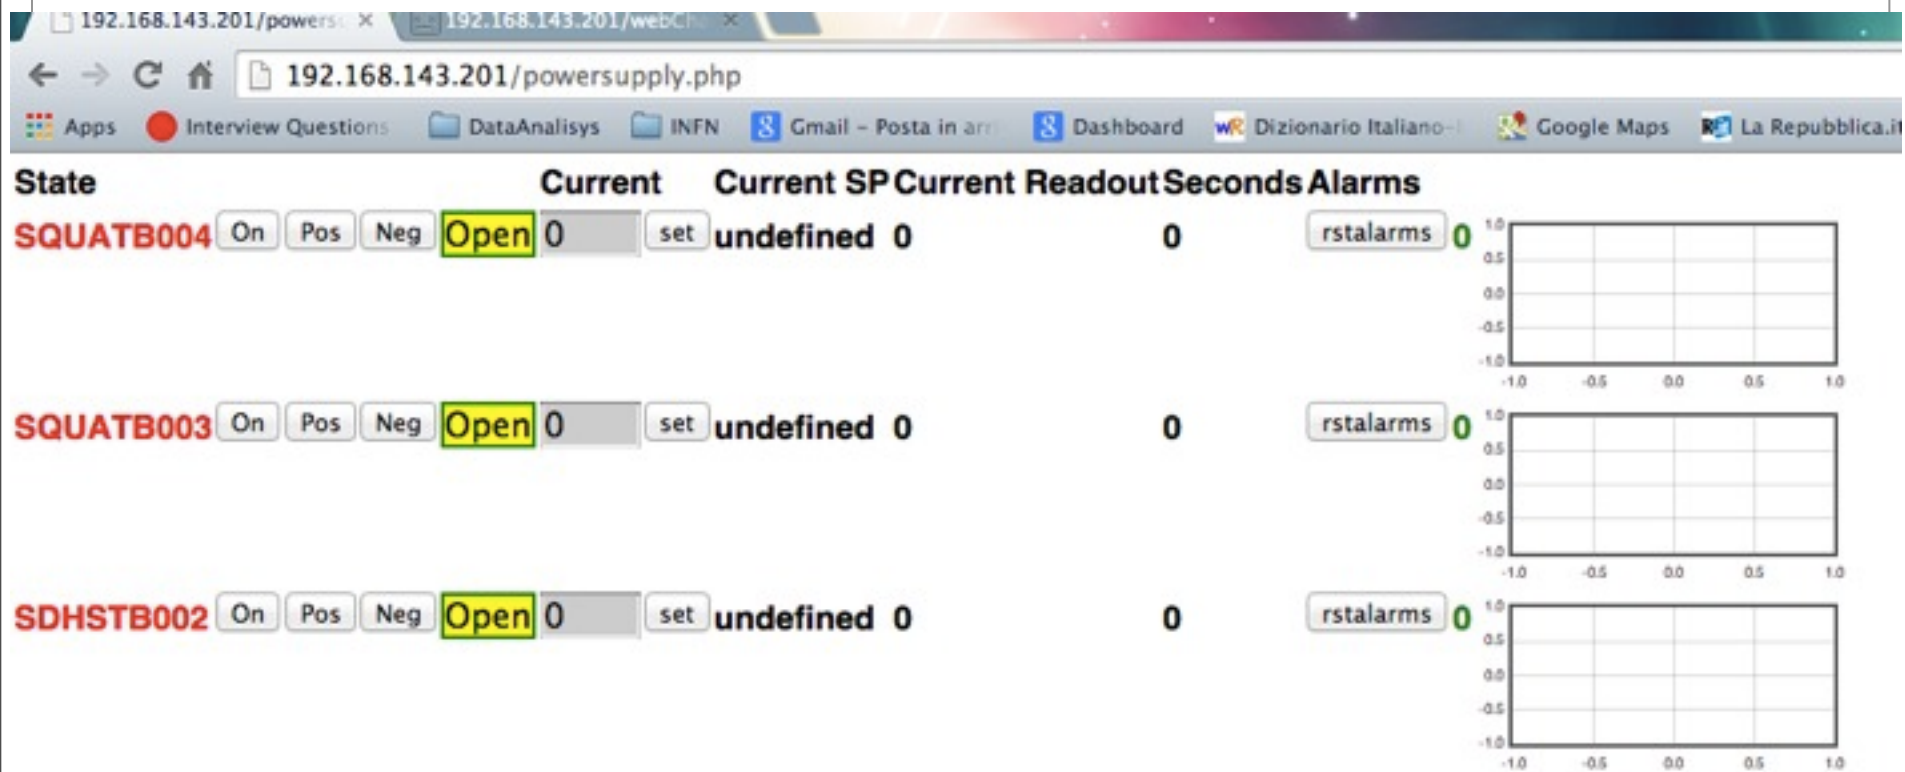 192.168.143.201/powers × 192.168.143.201/webCh ×
192.168.143.201/powersupply.php
Apps Interview Questions DataAnalisys INFN Gmail - Posta in arri Dashboard Dizionario Italiano- Google Maps La Repubblica.it
State Current Current SP Current Readout Seconds Alarms
SQUATB004 On Pos Neg Open 0 set undefined 0 0 rstalarms 0
1.0
0.5
0.0
-0.5
-1.0
-1.0 -0.5 0.0 0.5 1.0
SQUATB003 On Pos Neg Open 0 set undefined 0 0 rstalarms 0
1.0
0.5
0.0
-0.5
-1.0
-1.0 -0.5 0.0 0.5 1.0
SDHSTB002 On Pos Neg Open 0 set undefined 0 0 rstalarms 0
1.0
0.5
0.0
-0.5
-1.0
-1.0 -0.5 0.0 0.5 1.0